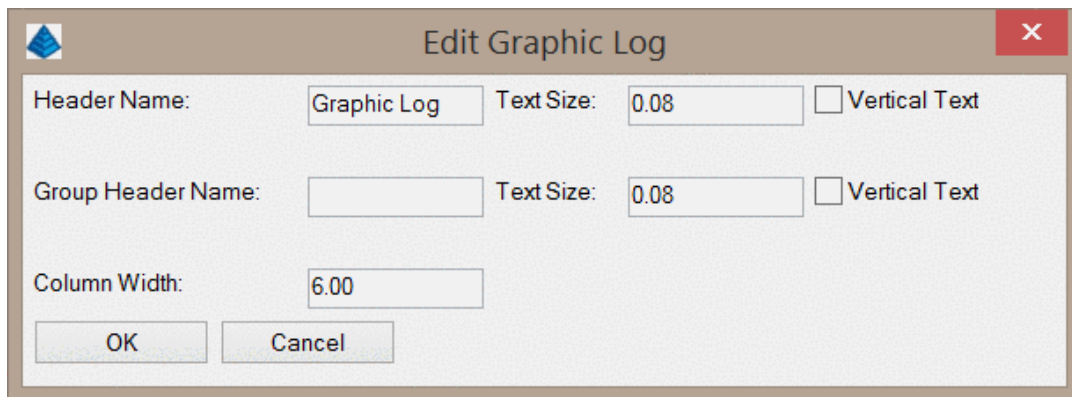 Edit Graphic Log
Header Name: Graphic Log Text Size: 0.08 Vertical Text
Group Header Name: Text Size: 0.08 Vertical Text
Column Width: 6.00
OK Cancel